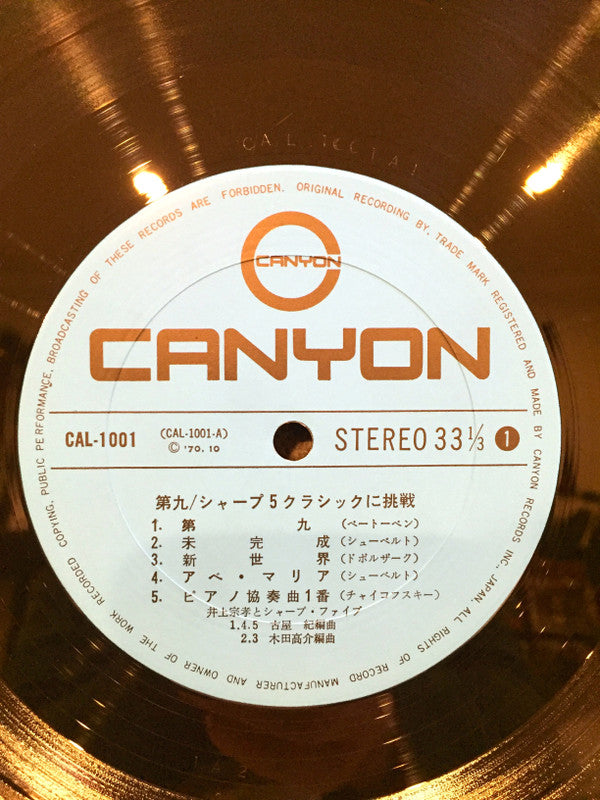 CAL-1001-A1
BROADCASTING OF THESE RECORDS ARE FORBIDDEN. ORIGINAL RECORDING BY. TRADE MARK REGISTERED AND MADE BY CANYON RECORDS INC., JAPAN. ALL RIGHTS OF RECORD MANUFACTURER AND OWNER OF THE WORK RECORDED COPYING, PUBLIC PERFORMANCE,
CANYON
CANYON
CAL-1001 (CAL-1001-A) STEREO 33 1/3 1
Ⓒ '70. 10
第九/シャープ5クラシックに挑戦
1. 第九 (ベートーベン)
2. 未完成 (シューベルト)
3. 新世界 (ドボルザーク)
4. アベ・マリア (シューベルト)
5. ピアノ協奏曲1番 (チャイコフスキー)
井上宗孝とシャープ・ファイブ
1.4.5 古屋 紀編曲
2.3 木田高介編曲